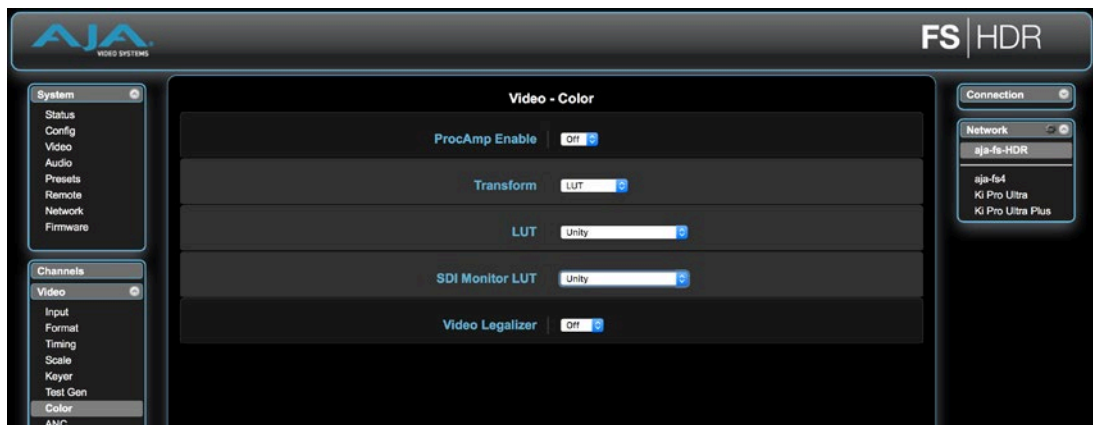 AJA
VIDEO SYSTEMS
FS|HDR
System
Status
Config
Video
Audio
Presets
Remote
Network
Firmware
Channels
Video
Input
Format
Timing
Scale
Keyer
Test Gen
Color
ANC
Video - Color
ProcAmp Enable Off
Transform LUT
LUT Unity
SDI Monitor LUT Unity
Video Legalizer Off
Connection
Network
aja-fs-HDR
aja-fs4
Ki Pro Ultra
Ki Pro Ultra Plus